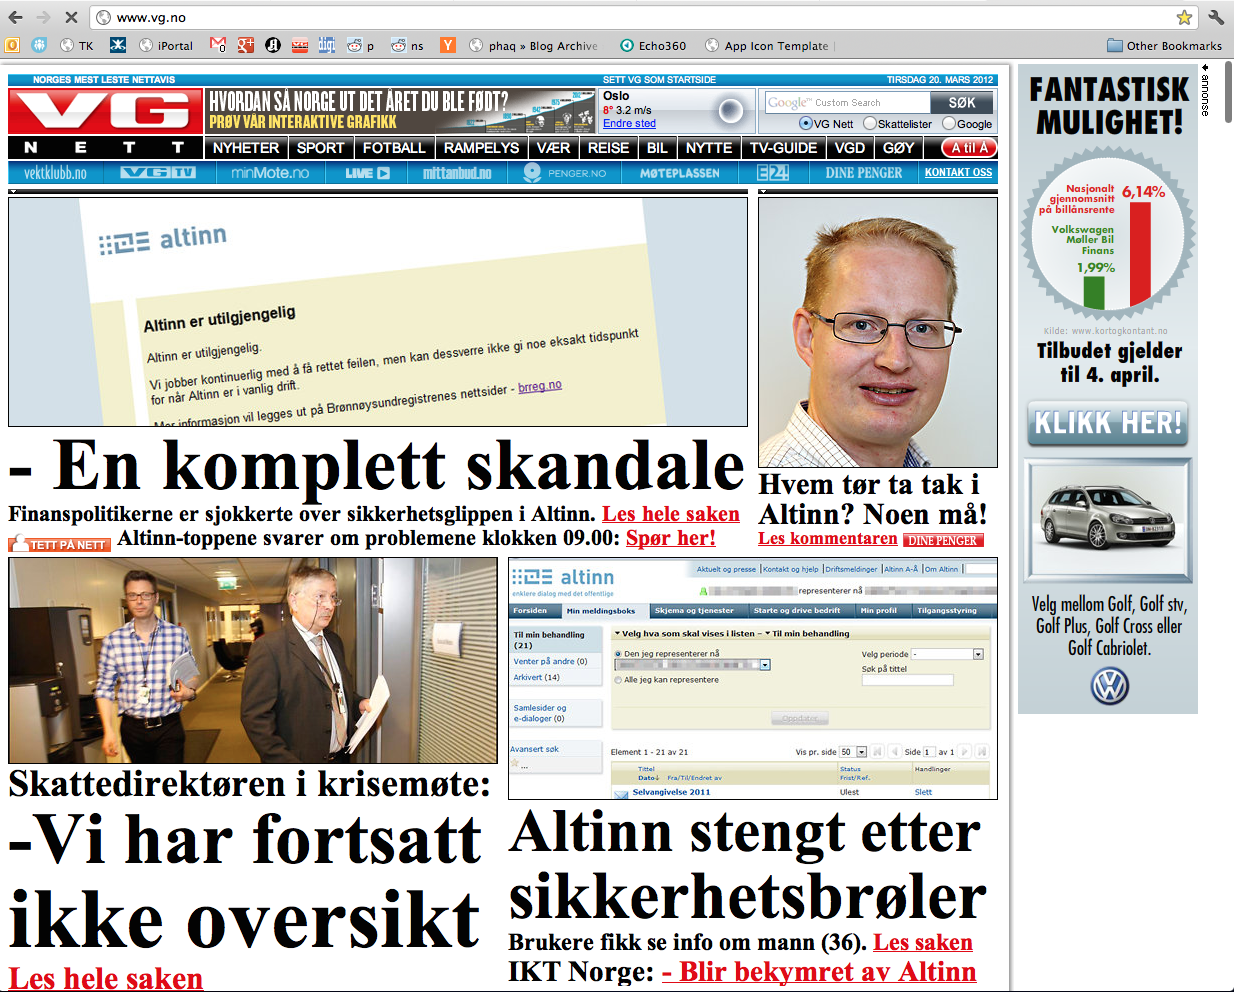 www.vg.no
TK
iPortal
p
ns
phaq » Blog Archive
Echo360
App Icon Template
Other Bookmarks
NORGES MEST LESTE NETTAVIS
SETT VG SOM STARTSIDE
TIRSDAG 20. MARS 2012
VG
NETT
HVORDAN SÅ NORGE UT DET ÅRET DU BLE FØDT?
PRØV VÅR INTERAKTIVE GRAFIKK
Oslo
8° 3.2 m/s
Endre sted
Google™ Custom Search
SØK
VG Nett Skattelister Google
NYHETER SPORT FOTBALL RAMPELYS VÆR REISE BIL NYTTE TV-GUIDE VGD GØY A til Å
vektklubb.no VG TV minMote.no LIVE mittanbud.no PENGER.NO MØTEPLASSEN E24 DINE PENGER KONTAKT OSS
altinn
Altinn er utilgjengelig
Altinn er utilgjengelig.
Vi jobber kontinuerlig med å få rettet feilen, men kan dessverre ikke gi noe eksakt tidspunkt
for når Altinn er i vanlig drift.
Mer informasjon vil legges ut på Brønnøysundregistrenes nettsider - brreg.no
- En komplett skandale
Finanspolitikerne er sjokkerte over sikkerhetsglippen i Altinn. Les hele saken
TETT PÅ NETT Altinn-toppene svarer om problemene klokken 09.00: Spør her!
Hvem tør ta tak i
Altinn? Noen må!
Les kommentaren DINE PENGER
Skattedirektøren i krisemøte:
-Vi har fortsatt
ikke oversikt
Les hele saken
altinn
enklere dialog med det offentlige
Aktuelt og presse Kontakt og hjelp Driftsmeldinger Altinn A-Å Om Altinn
representerer nå
Forsiden Min meldingsboks Skjema og tjenester Starte og drive bedrift Min profil Tilgangsstyring
Til min behandling
(21)
Venter på andre (0)
Arkivert (14)
Samlesider og
e-dialoger (0)
Avansert søk
...
Velg hva som skal vises i listen - Til min behandling
Den jeg representerer nå
Alle jeg kan representere
Velg periode -
Søk på tittel
Oppdater
Element 1 - 21 av 21
Vis pr. side 50 Side 1 av 1
Tittel Status Handlinger
Dato Fra/Til/Endret av Frist/Ref.
Selvangivelse 2011 Ulest Slett
Altinn stengt etter
sikkerhetsbrøler
Brukere fikk se info om mann (36). Les saken
IKT Norge: - Blir bekymret av Altinn
annonse
FANTASTISK
MULIGHET!
Nasjonalt
gjennomsnitt
på billånsrente
6,14%
Volkswagen
Møller Bil
Finans
1,99%
Kilde: www.kortogkontant.no
Tilbudet gjelder
til 4. april.
KLIKK HER!
Velg mellom Golf, Golf stv,
Golf Plus, Golf Cross eller
Golf Cabriolet.